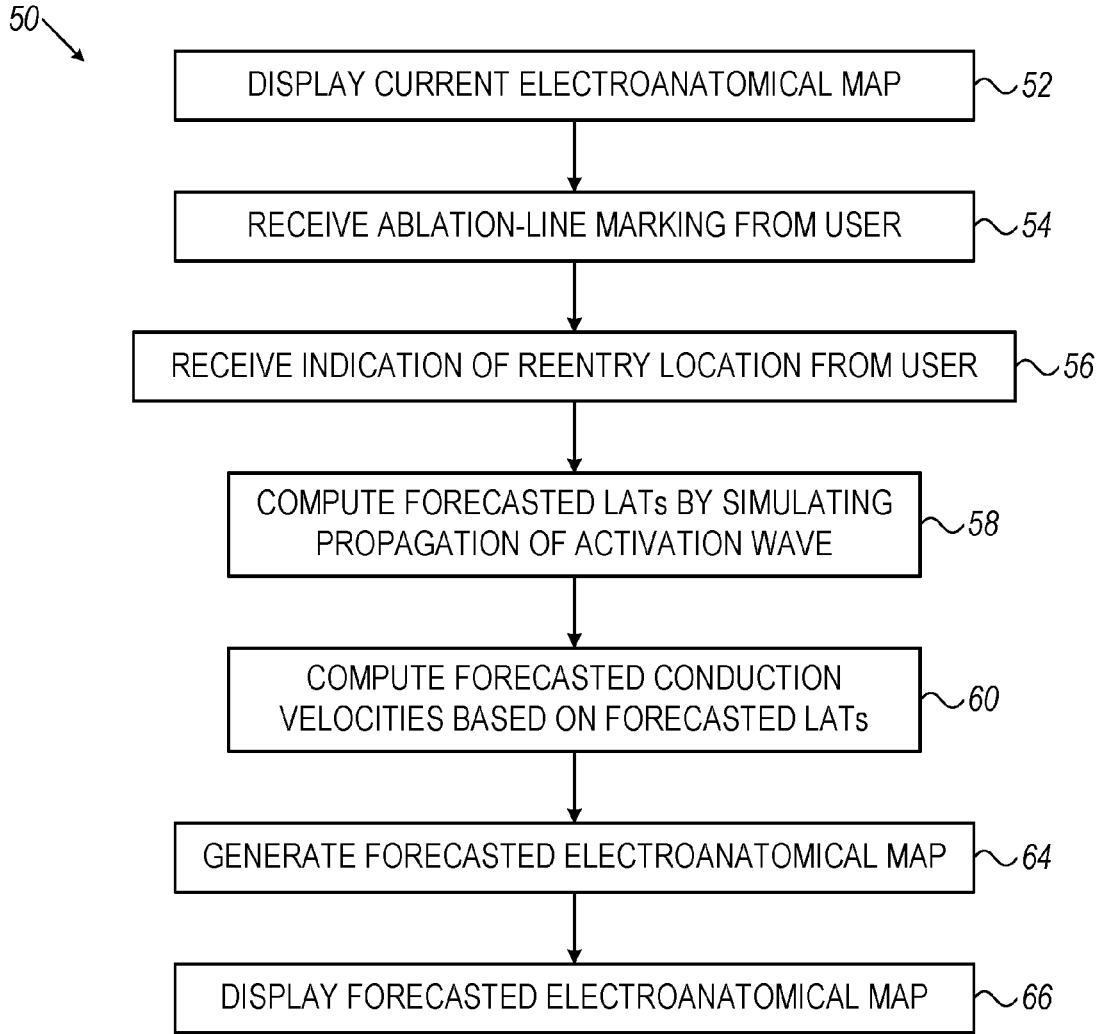 50
DISPLAY CURRENT ELECTROANATOMICAL MAP
52
RECEIVE ABLATION-LINE MARKING FROM USER
54
RECEIVE INDICATION OF REENTRY LOCATION FROM USER
56
COMPUTE FORECASTED LATs BY SIMULATING
PROPAGATION OF ACTIVATION WAVE
58
COMPUTE FORECASTED CONDUCTION
VELOCITIES BASED ON FORECASTED LATs
60
GENERATE FORECASTED ELECTROANATOMICAL MAP
64
DISPLAY FORECASTED ELECTROANATOMICAL MAP
66